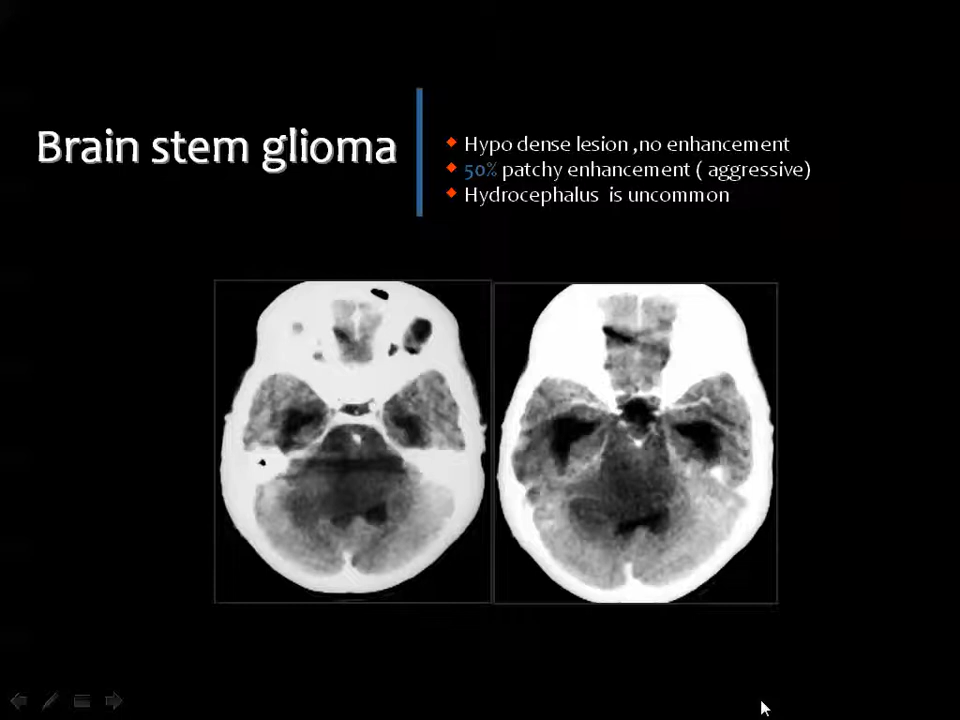 Brain stem glioma
Hypo dense lesion ,no enhancement
50% patchy enhancement ( aggressive)
Hydrocephalus is uncommon